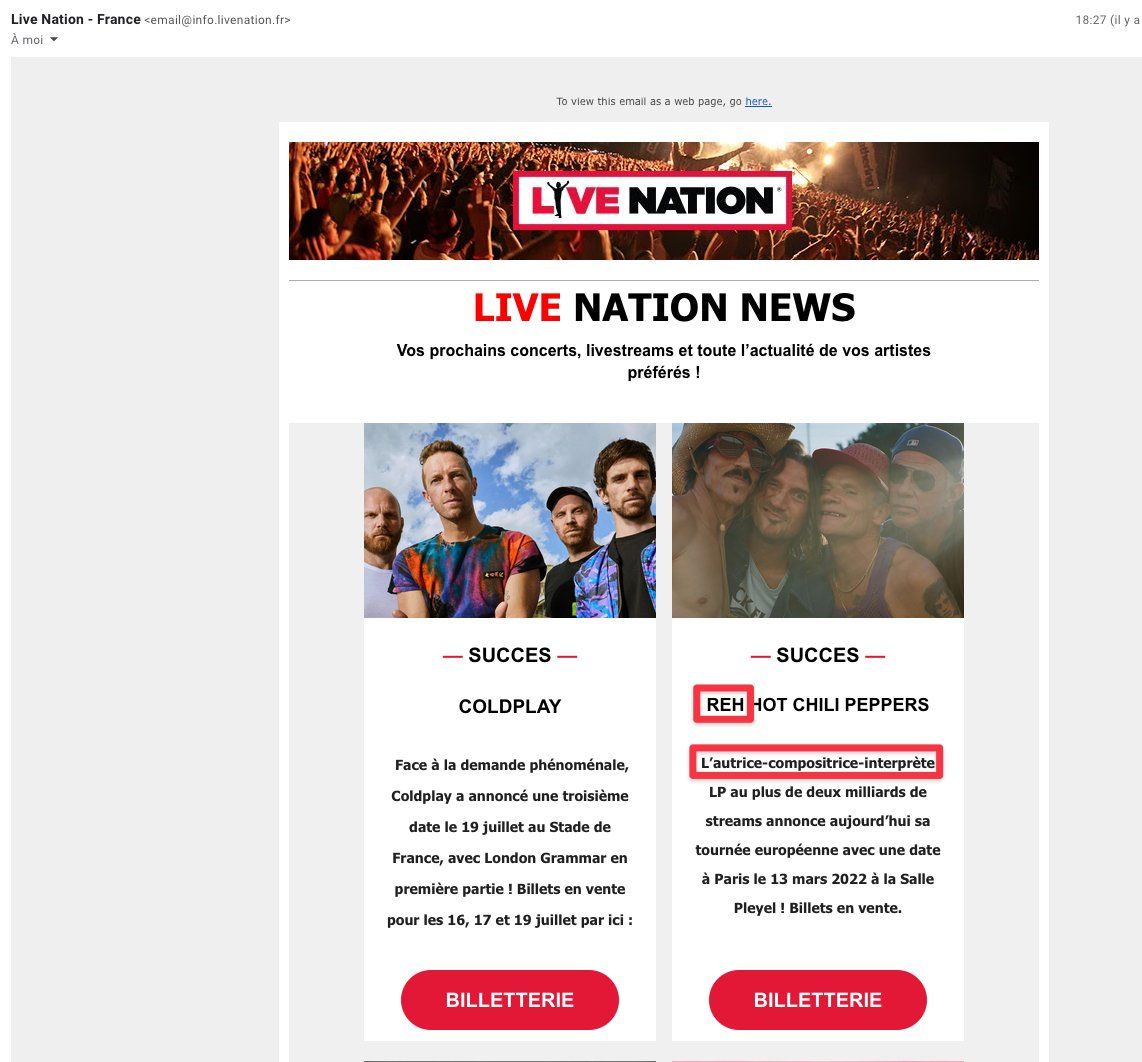 Live Nation - France <email@info.livenation.fr>
18:27 (il y a
À moi
To view this email as a web page, go here.
LIVE NATION
LIVE NATION NEWS
Vos prochains concerts, livestreams et toute l’actualité de vos artistes
préférés !
— SUCCES —
COLDPLAY
Face à la demande phénoménale,
Coldplay a annoncé une troisième
date le 19 juillet au Stade de
France, avec London Grammar en
première partie ! Billets en vente
pour les 16, 17 et 19 juillet par ici :
BILLETTERIE
— SUCCES —
REH HOT CHILI PEPPERS
L’autrice-compositrice-interprète
LP au plus de deux milliards de
streams annonce aujourd’hui sa
tournée européenne avec une date
à Paris le 13 mars 2022 à la Salle
Pleyel ! Billets en vente.
BILLETTERIE